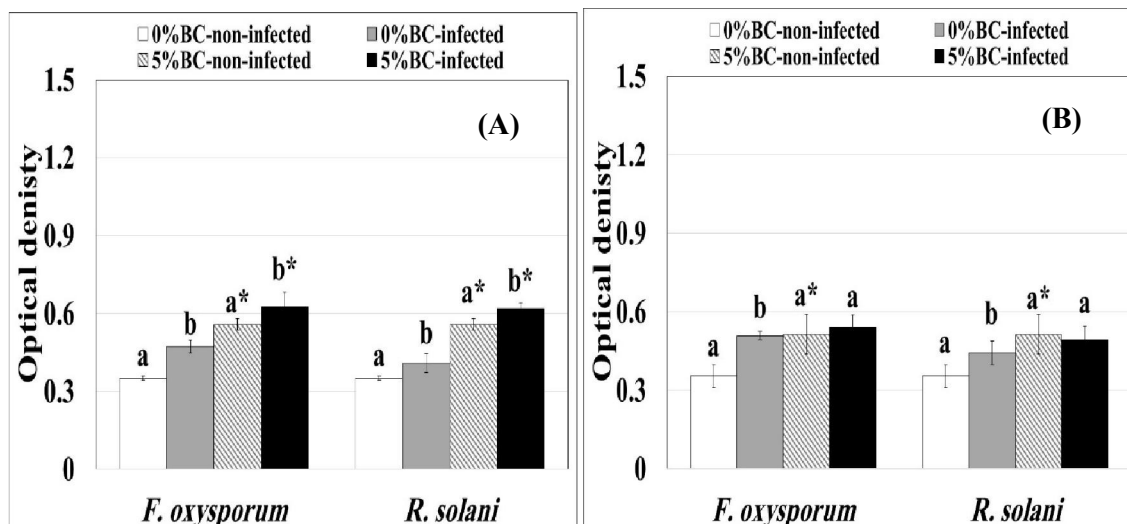 0%BC-non-infected 0%BC-infected
5%BC-non-infected 5%BC-infected
1.5
(A)
1.2
0.9
0.6
0.3
0
Optical denisty
a b a* b*
a b a* b*
F. oxysporum R. solani
0%BC-non-infected 0%BC-infected
5%BC-non-infected 5%BC-infected
1.5
(B)
1.2
0.9
0.6
0.3
0
Optical denisty
a b a* a
a b a* a
F. oxysporum R. solani